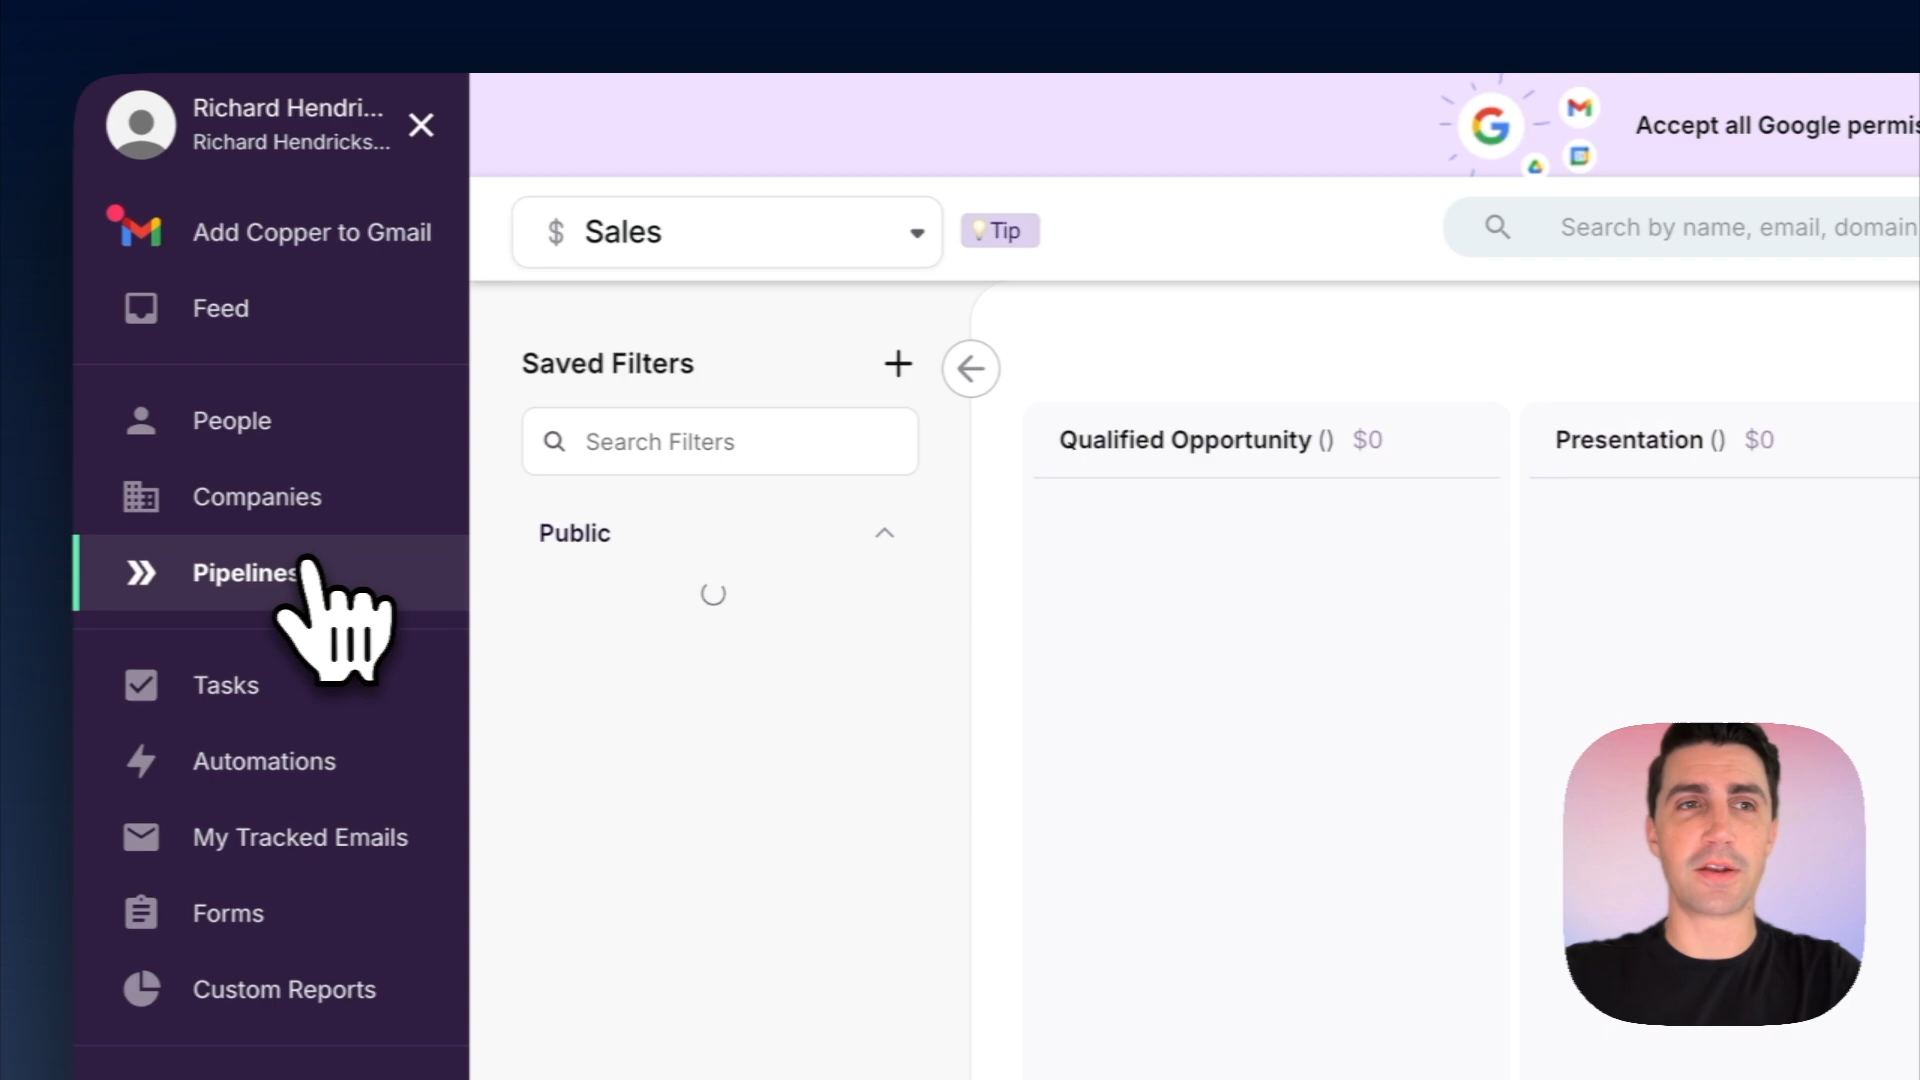 Richard Hendri...
Richard Hendricks...
Add Copper to Gmail
Feed
People
Companies
Pipelines
Tasks
Automations
My Tracked Emails
Forms
Custom Reports
Accept all Google permis
$ Sales
Tip
Search by name, email, domain
Saved Filters
Search Filters
Public
Qualified Opportunity () $0
Presentation () $0